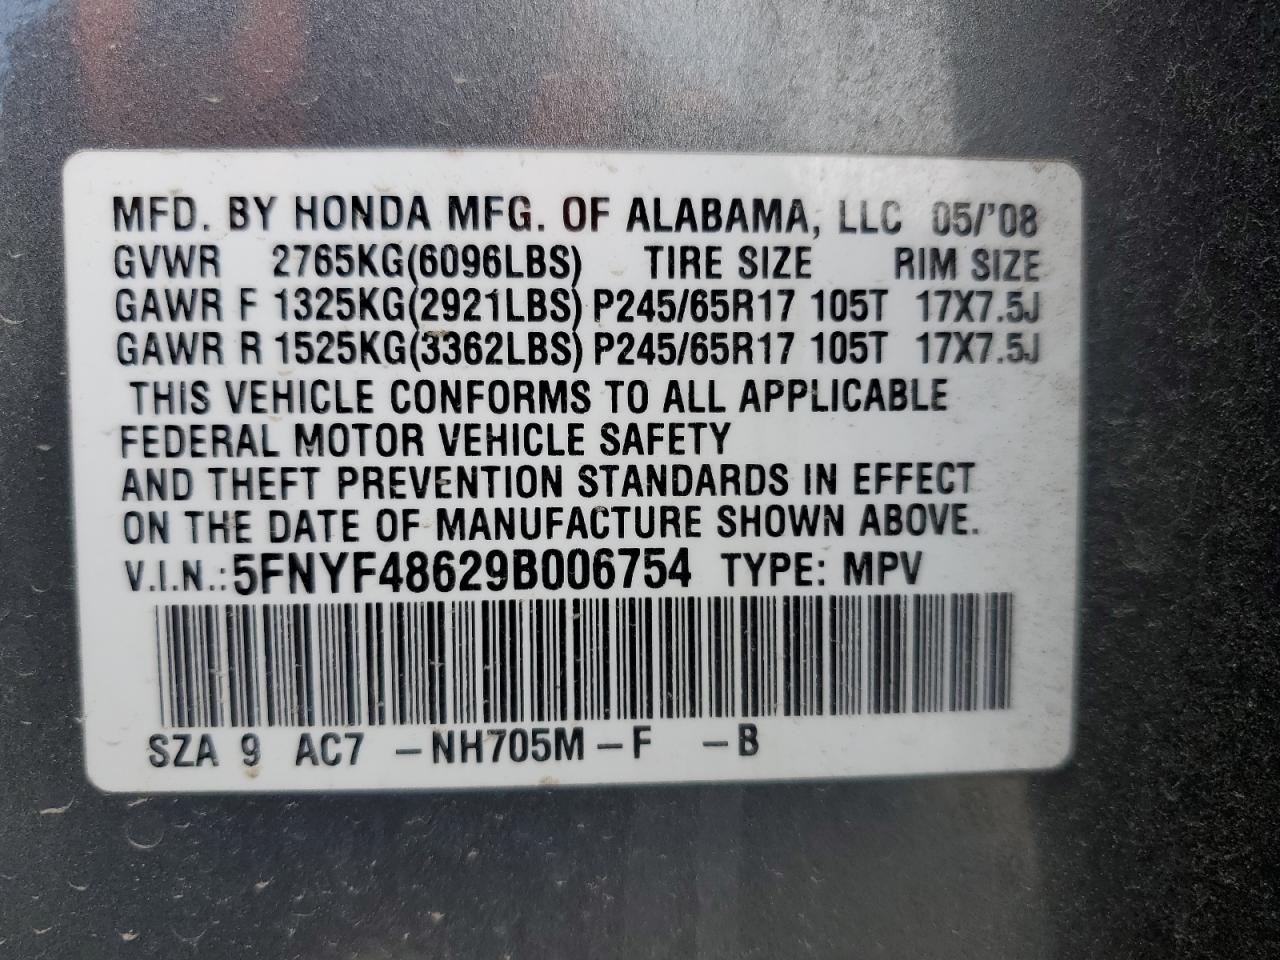 MFD. BY HONDA MFG. OF ALABAMA, LLC 05/'08
GVWR 2765KG(6096LBS) TIRE SIZE RIM SIZE
GAWR F 1325KG(2921LBS) P245/65R17 105T 17X7.5J
GAWR R 1525KG(3362LBS) P245/65R17 105T 17X7.5J
THIS VEHICLE CONFORMS TO ALL APPLICABLE
FEDERAL MOTOR VEHICLE SAFETY
AND THEFT PREVENTION STANDARDS IN EFFECT
ON THE DATE OF MANUFACTURE SHOWN ABOVE.
V.I.N.:5FNYF48629B006754 TYPE: MPV
SZA 9 AC7 -NH705M-F -B